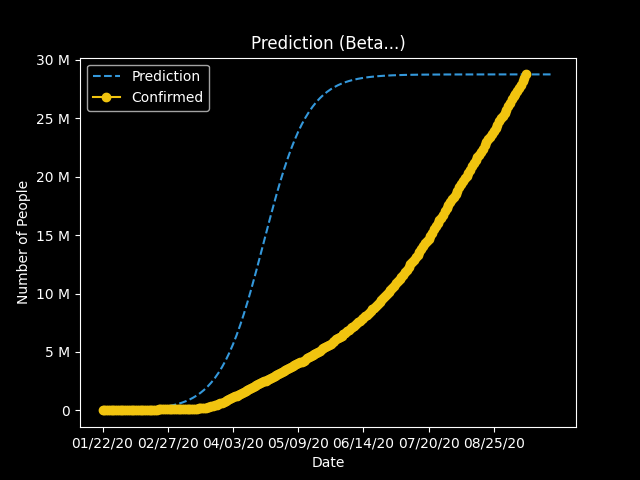 Prediction (Beta...)
30 M
25 M
20 M
15 M
10 M
5 M
0
Number of People
Prediction
Confirmed
01/22/20 02/27/20 04/03/20 05/09/20 06/14/20 07/20/20 08/25/20
Date